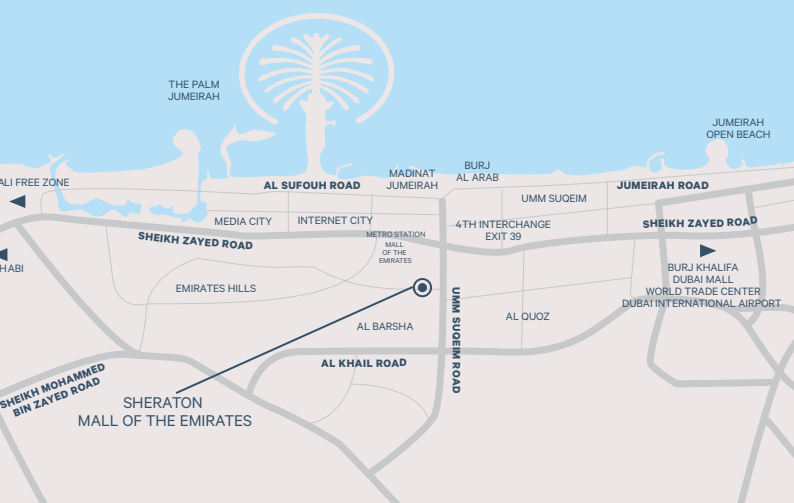 THE PALM
JUMEIRAH
JUMEIRAH
OPEN BEACH
MADINAT
JUMEIRAH
BURJ
AL ARAB
ALI FREE ZONE
AL SUFOUH ROAD
JUMEIRAH ROAD
UMM SUQEIM
MEDIA CITY
INTERNET CITY
4TH INTERCHANGE
EXIT 39
SHEIKH ZAYED ROAD
SHEIKH ZAYED ROAD
METRO STATION
MALL
OF THE
EMIRATES
HABI
BURJ KHALIFA
DUBAI MALL
WORLD TRADE CENTER
DUBAI INTERNATIONAL AIRPORT
EMIRATES HILLS
UMM SUQEIM ROAD
AL QUOZ
AL BARSHA
AL KHAIL ROAD
SHEIKH MOHAMMED
BIN ZAYED ROAD
SHERATON
MALL OF THE EMIRATES